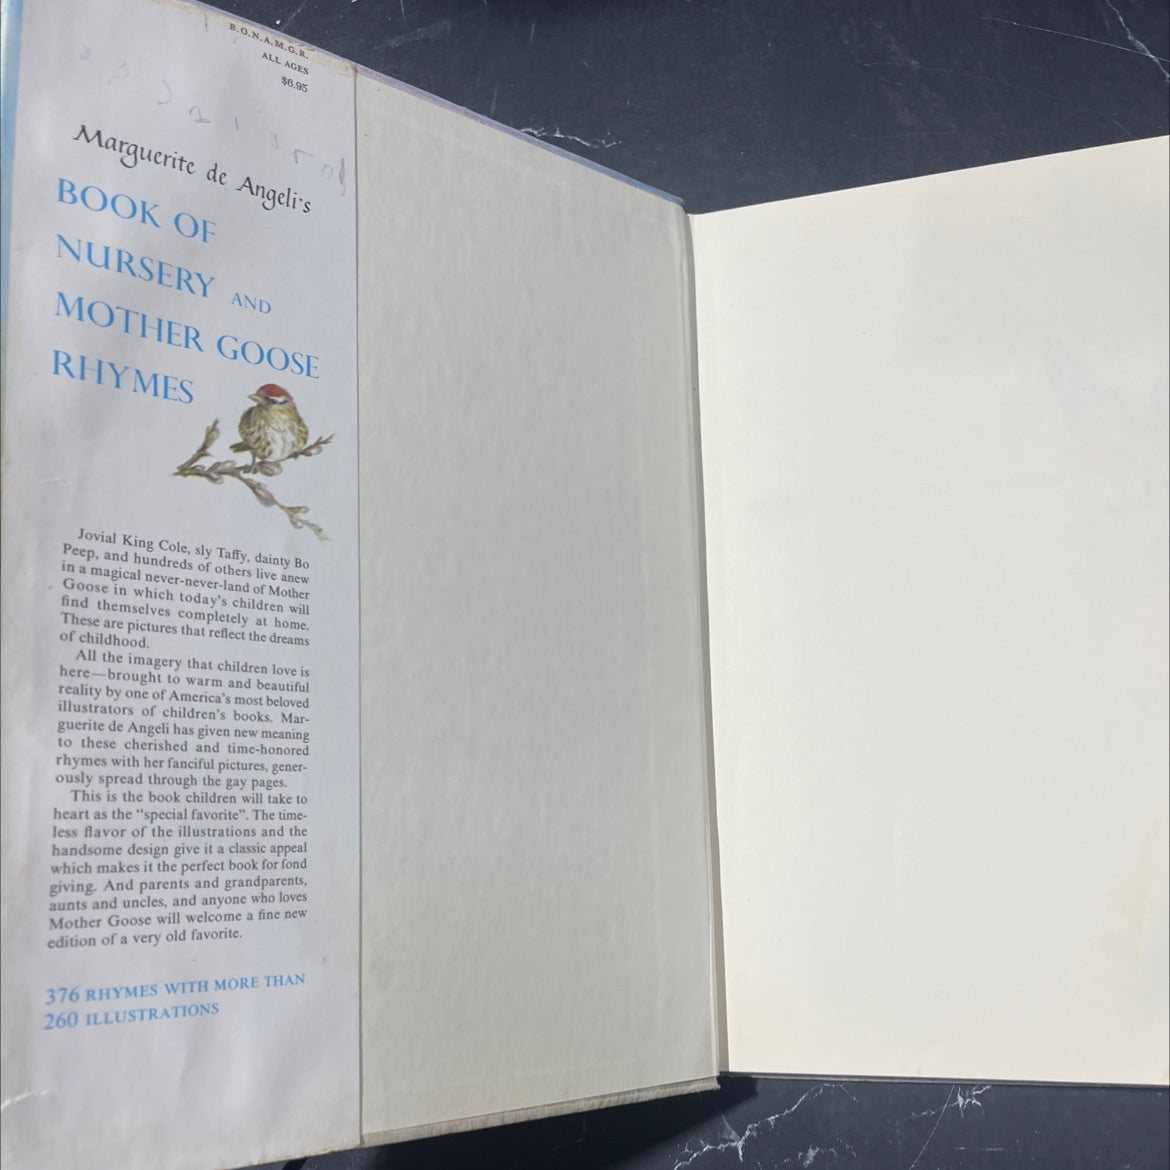 B.O.N.A.M.G.R.
ALL AGES
$6.95
Marguerite de Angeli's
BOOK OF
NURSERY AND
MOTHER GOOSE
RHYMES
Jovial King Cole, sly Taffy, dainty Bo
Peep, and hundreds of others live anew
in a magical never-never-land of Mother
Goose in which today's children will
find themselves completely at home.
These are pictures that reflect the dreams
of childhood.
All the imagery that children love is
here—brought to warm and beautiful
reality by one of America's most beloved
illustrators of children's books. Mar-
guerite de Angeli has given new meaning
to these cherished and time-honored
rhymes with her fanciful pictures, gener-
ously spread through the gay pages.
This is the book children will take to
heart as the "special favorite". The time-
less flavor of the illustrations and the
handsome design give it a classic appeal
which makes it the perfect book for fond
giving. And parents and grandparents,
aunts and uncles, and anyone who loves
Mother Goose will welcome a fine new
edition of a very old favorite.
376 RHYMES WITH MORE THAN
260 ILLUSTRATIONS